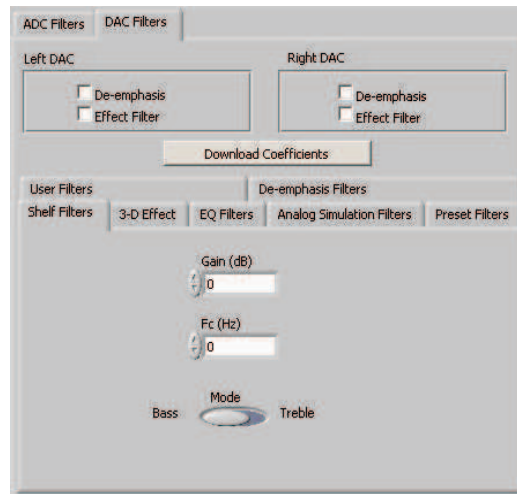 ADC Filters DAC Filters
Left DAC Right DAC
De-emphasis De-emphasis
Effect Filter Effect Filter
Download Coefficients
User Filters De-emphasis Filters
Shelf Filters 3-D Effect EQ Filters Analog Simulation Filters Preset Filters
Gain (dB)
0
Fc (Hz)
0
Mode
Bass Treble